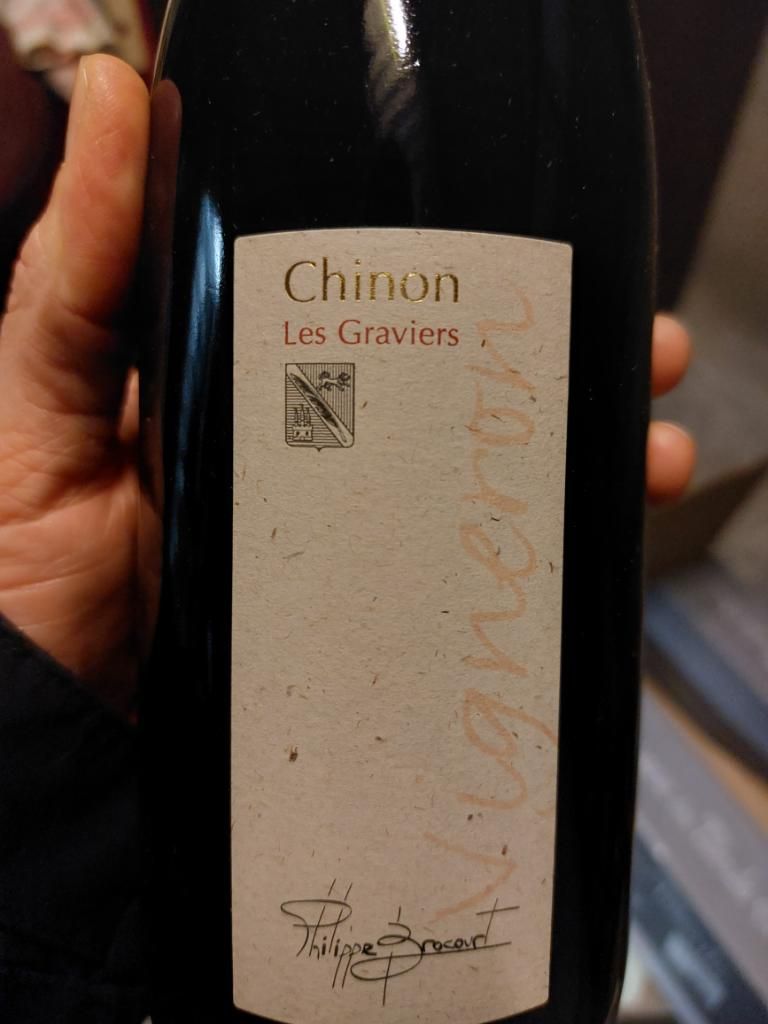 Chinon
Les Graviers
Vigneron
Philippe Brocourt